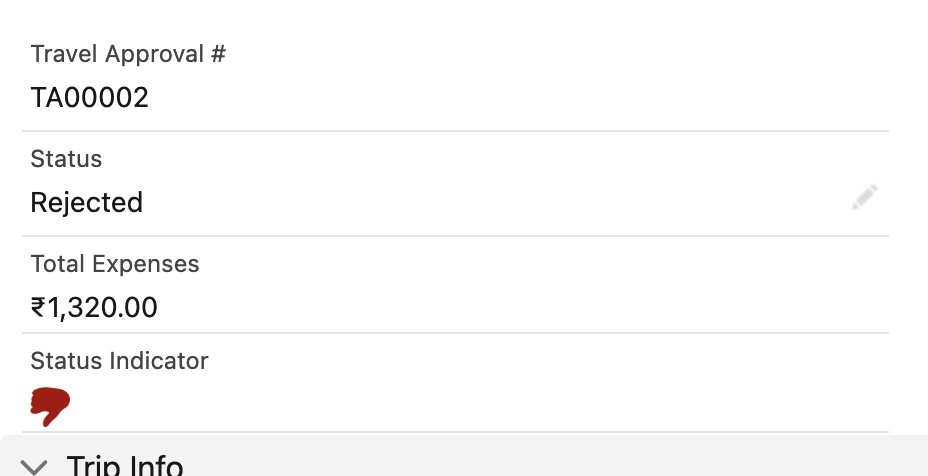 Travel Approval #
TA00002
Status
Rejected
Total Expenses
₹1,320.00
Status Indicator
Trip Info